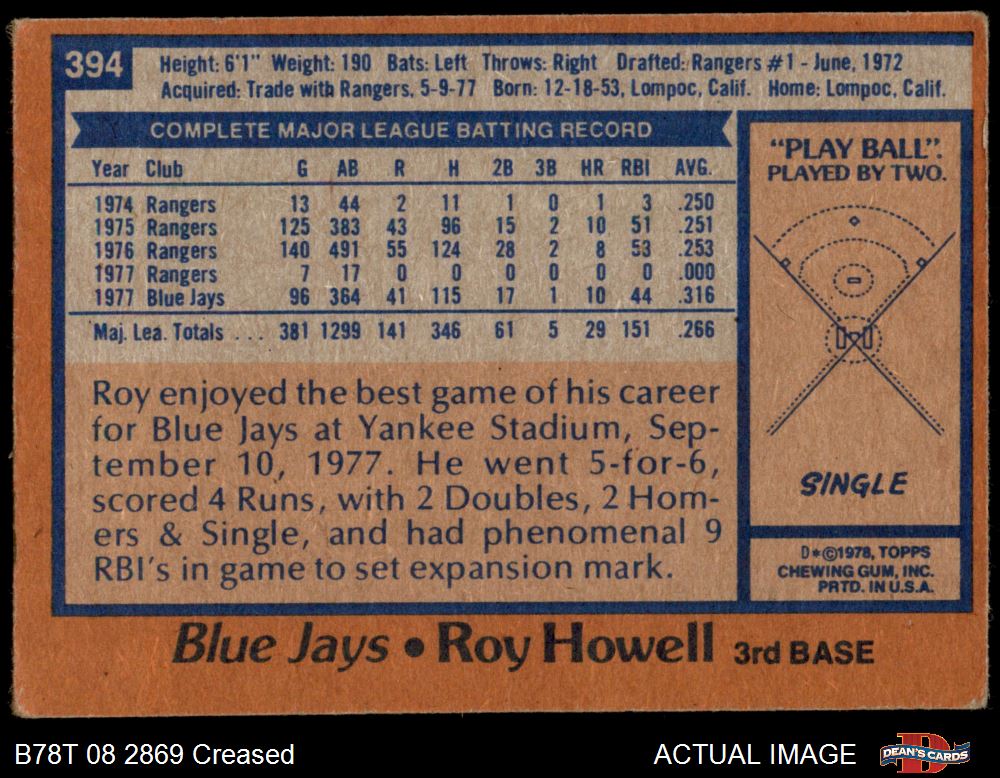 394
Height: 6'1" Weight: 190 Bats: Left Throws: Right Drafted: Rangers #1 - June, 1972
Acquired: Trade with Rangers, 5-9-77 Born: 12-18-53, Lompoc, Calif. Home: Lompoc, Calif.
COMPLETE MAJOR LEAGUE BATTING RECORD
Year Club G AB R H 2B 3B HR RBI AVG.
1974 Rangers 13 44 2 11 1 0 1 3 .250
1975 Rangers 125 383 43 96 15 2 10 51 .251
1976 Rangers 140 491 55 124 28 2 8 53 .253
1977 Rangers 7 17 0 0 0 0 0 0 .000
1977 Blue Jays 96 364 41 115 17 1 10 44 .316
Maj. Lea. Totals . . . 381 1299 141 346 61 5 29 151 .266
Roy enjoyed the best game of his career
for Blue Jays at Yankee Stadium, Sep-
tember 10, 1977. He went 5-for-6,
scored 4 Runs, with 2 Doubles, 2 Hom-
ers & Single, and had phenomenal 9
RBI's in game to set expansion mark.
"PLAY BALL".
PLAYED BY TWO.
SINGLE
D*©1978, TOPPS
CHEWING GUM, INC.
PRTD. IN U.S.A.
Blue Jays • Roy Howell 3rd BASE
B78T 08 2869 Creased
ACTUAL IMAGE
D
DEAN'S CARDS